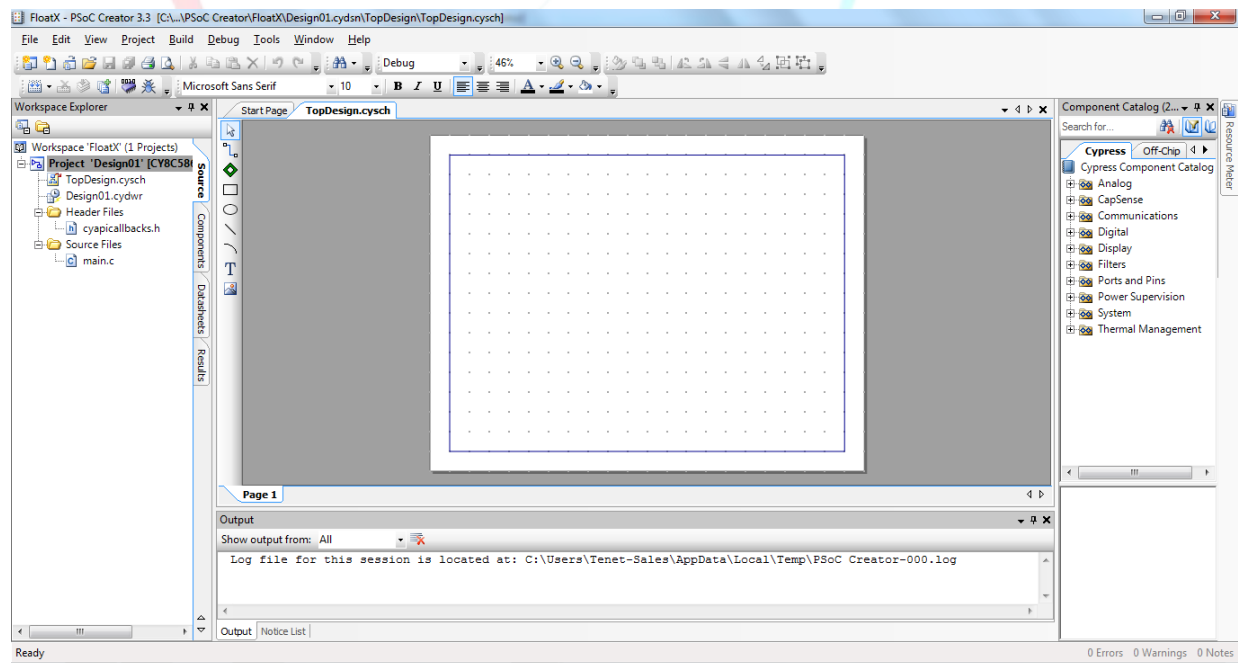 FloatX - PSoC Creator 3.3 [C:\...\PSoC Creator\FloatX\Design01.cydsn\TopDesign\TopDesign.cysch]
File Edit View Project Build Debug Tools Window Help
Debug 46%
Microsoft Sans Serif 10 B I U A
Workspace Explorer
Start Page TopDesign.cysch
Component Catalog (2...
Search for...
Workspace 'FloatX' (1 Projects)
Project 'Design01' [CY8C586
TopDesign.cysch
Design01.cydwr
Header Files
cyapicallbacks.h
Source Files
main.c
Source
Components
Datasheets
Results
T
Cypress Off-Chip
Cypress Component Catalog
Analog
CapSense
Communications
Digital
Display
Filters
Ports and Pins
Power Supervision
System
Thermal Management
Resource Meter
Page 1
Output
Show output from: All
Log file for this session is located at: C:\Users\Tenet-Sales\AppData\Local\Temp\PSoC Creator-000.log
Output Notice List
Ready
0 Errors 0 Warnings 0 Notes